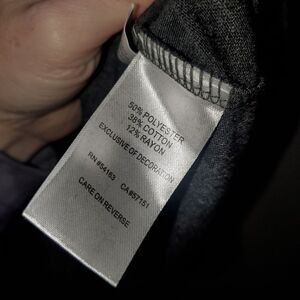 50% POLYESTER
38% COTTON
12% RAYON
EXCLUSIVE OF DECORATION
RN #54163 CA #57151
CARE ON REVERSE